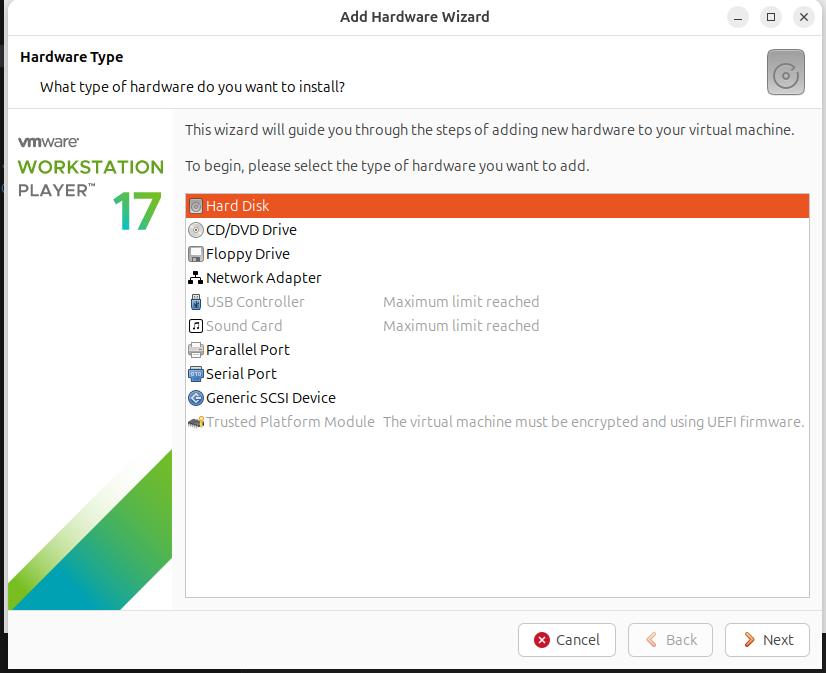 Add Hardware Wizard
Hardware Type
What type of hardware do you want to install?
vmware
WORKSTATION
PLAYER™
17
This wizard will guide you through the steps of adding new hardware to your virtual machine.
To begin, please select the type of hardware you want to add.
Hard Disk
CD/DVD Drive
Floppy Drive
Network Adapter
USB Controller Maximum limit reached
Sound Card Maximum limit reached
Parallel Port
Serial Port
Generic SCSI Device
Trusted Platform Module The virtual machine must be encrypted and using UEFI firmware.
Cancel Back Next